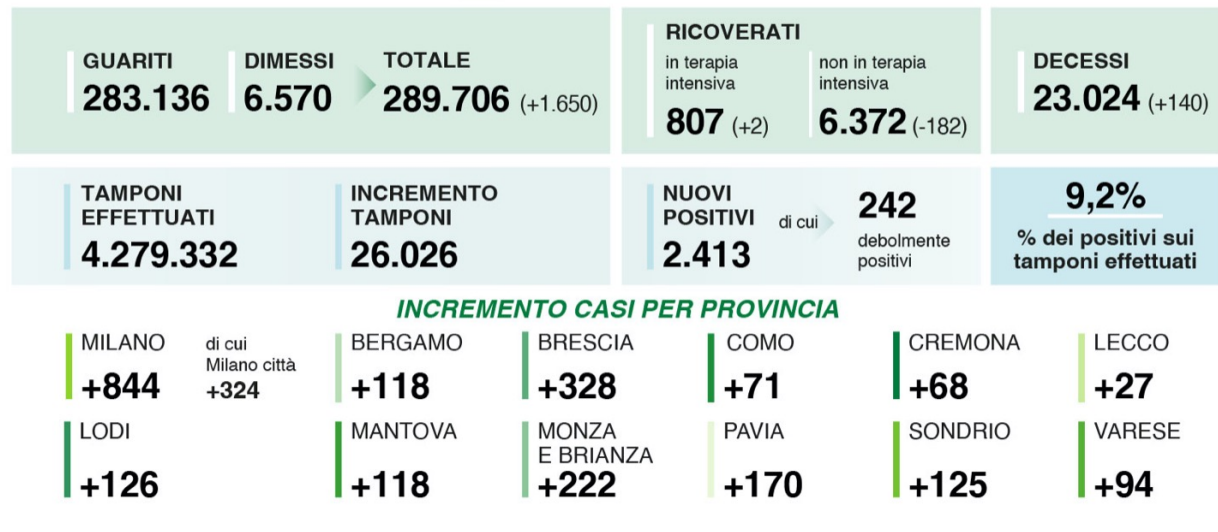 GUARITI
283.136
DIMESSI
6.570
TOTALE
289.706 (+1.650)
RICOVERATI
in terapia
intensiva
807 (+2)
non in terapia
intensiva
6.372 (-182)
DECESSI
23.024 (+140)
TAMPONI
EFFETTUATI
4.279.332
INCREMENTO
TAMPONI
26.026
NUOVI
POSITIVI
2.413
di cui
242
debolmente
positivi
9,2%
% dei positivi sui
tamponi effettuati
INCREMENTO CASI PER PROVINCIA
MILANO
+844
di cui
Milano città
+324
BERGAMO
+118
BRESCIA
+328
COMO
+71
CREMONA
+68
LECCO
+27
LODI
+126
MANTOVA
+118
MONZA
E BRIANZA
+222
PAVIA
+170
SONDRIO
+125
VARESE
+94